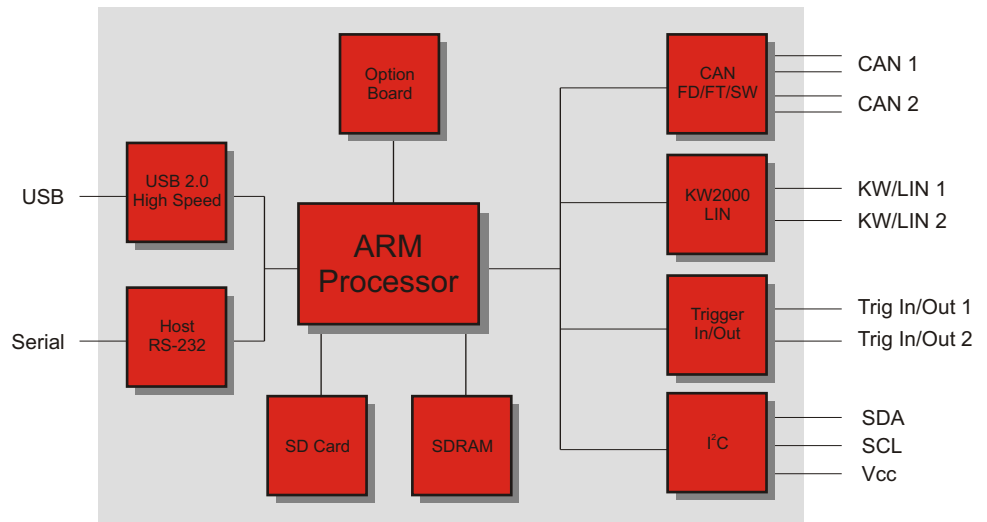 Option
Board
CAN
FD/FT/SW
CAN 1
CAN 2
USB
USB 2.0
High Speed
KW2000
LIN
KW/LIN 1
KW/LIN 2
ARM
Processor
Serial
Host
RS-232
Trigger
In/Out
Trig In/Out 1
Trig In/Out 2
SD Card
SDRAM
I²C
SDA
SCL
Vcc